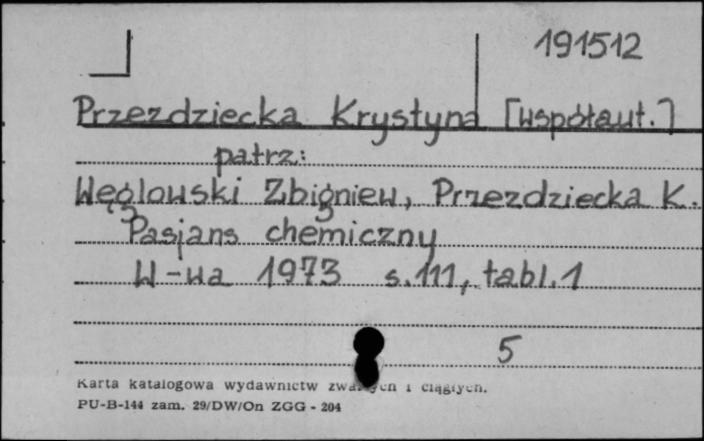 191512
Przezdziecka Krystyna [współaut.]
patrz:
Węglowski Zbigniew, Przezdziecka K.
Pasjans chemiczny
W-wa 1973 s.111, tabl.1
5
Karta katalogowa wydawnictw zwartych i ciągłych.
PU-B-144 zam. 29/DW/On ZGG - 204